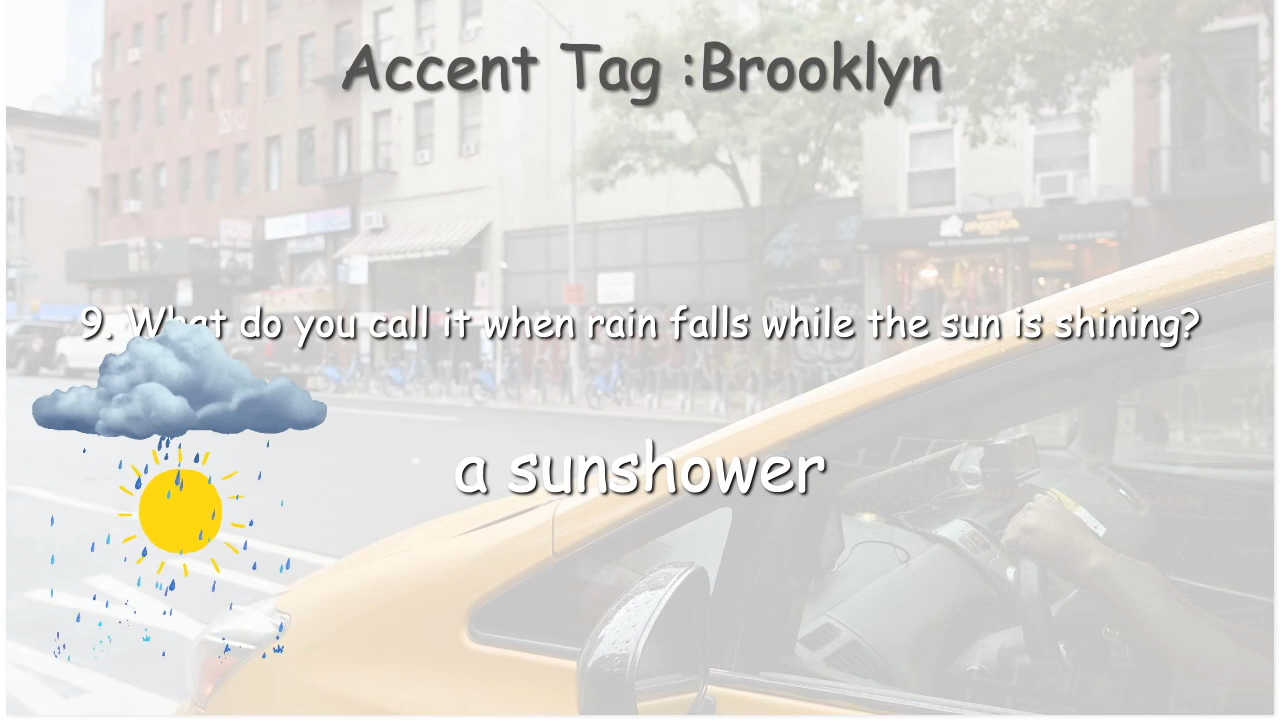 Accent Tag :Brooklyn
9. What do you call it when rain falls while the sun is shining?
a sunshower